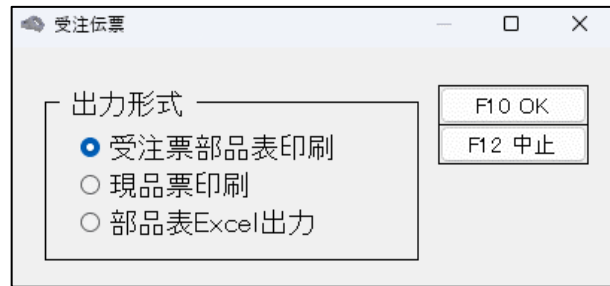 受注伝票
出力形式
受注票部品表印刷
現品票印刷
部品表Excel出力
F10 OK
F12 中止